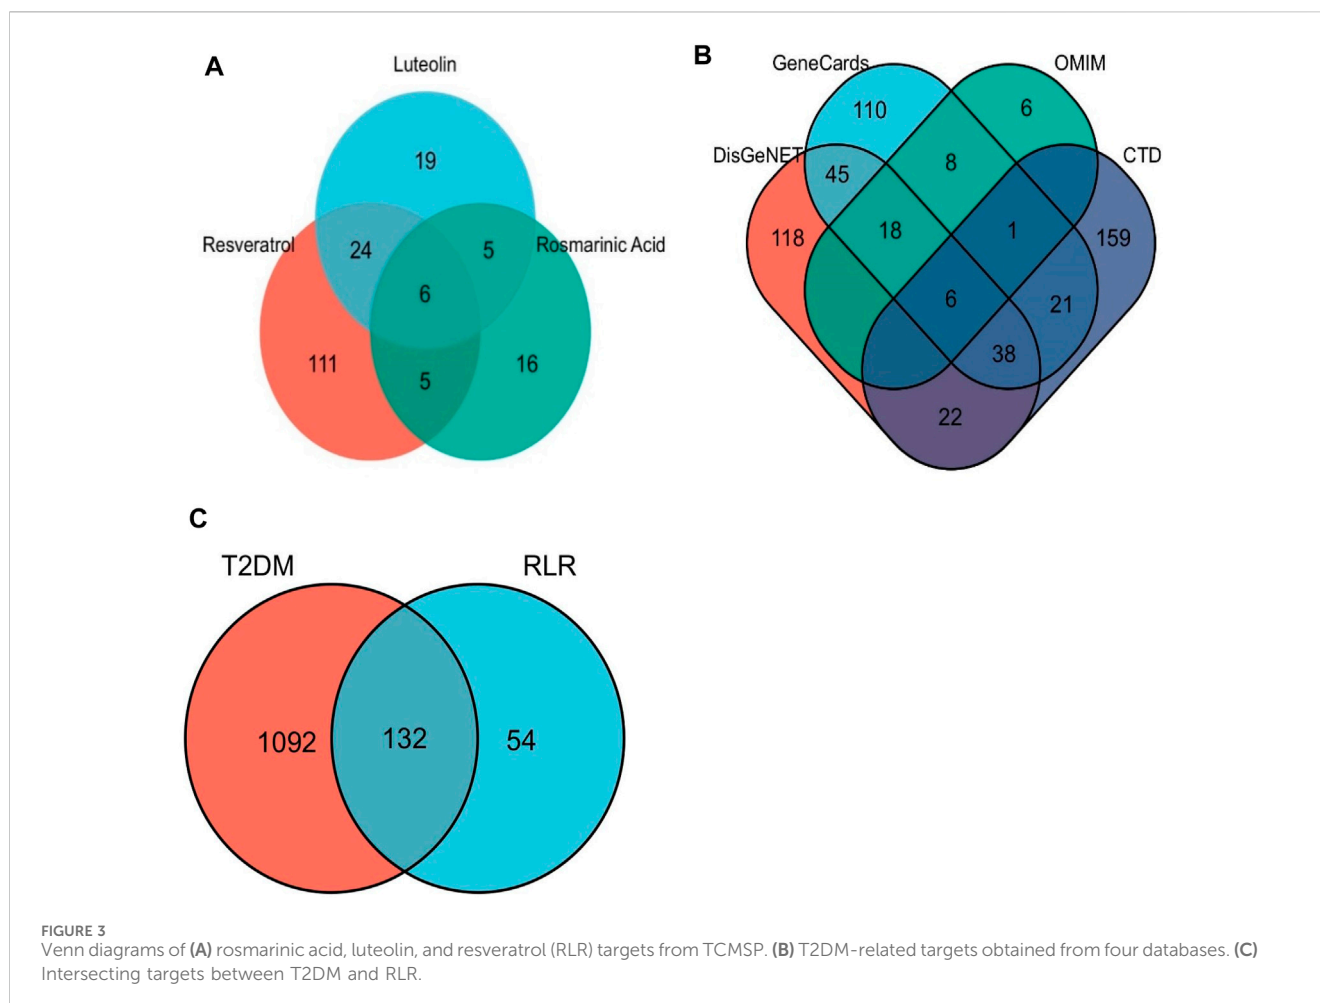 A
Luteolin
19
Resveratrol
24
5
Rosmarinic Acid
6
111
5
16
B
GeneCards
OMIM
110
6
DisGeNET
45
8
CTD
118
18
1
159
6
21
38
22
C
T2DM
RLR
1092
132
54
FIGURE 3
Venn diagrams of (A) rosmarinic acid, luteolin, and resveratrol (RLR) targets from TCMSP. (B) T2DM-related targets obtained from four databases. (C)
Intersecting targets between T2DM and RLR.